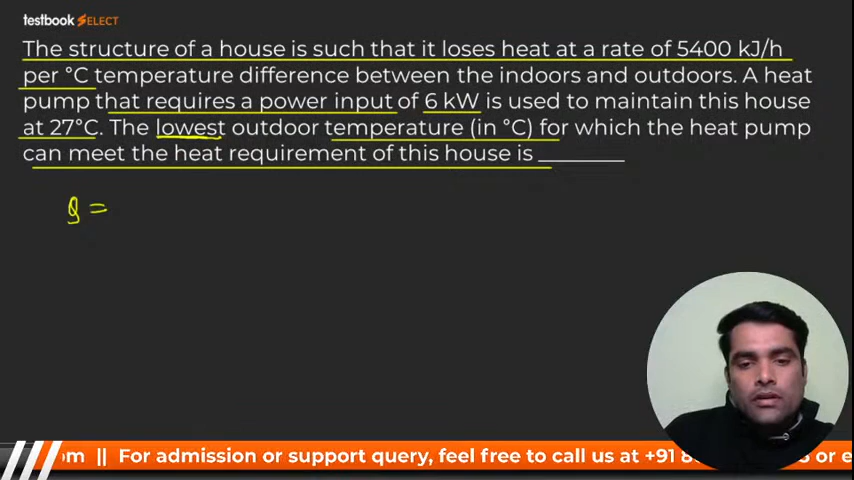 testbook SELECT
The structure of a house is such that it loses heat at a rate of 5400 kJ/h
per °C temperature difference between the indoors and outdoors. A heat
pump that requires a power input of 6 kW is used to maintain this house
at 27°C. The lowest outdoor temperature (in °C) for which the heat pump
can meet the heat requirement of this house is ________
Q =
om || For admission or support query, feel free to call us at +91 8